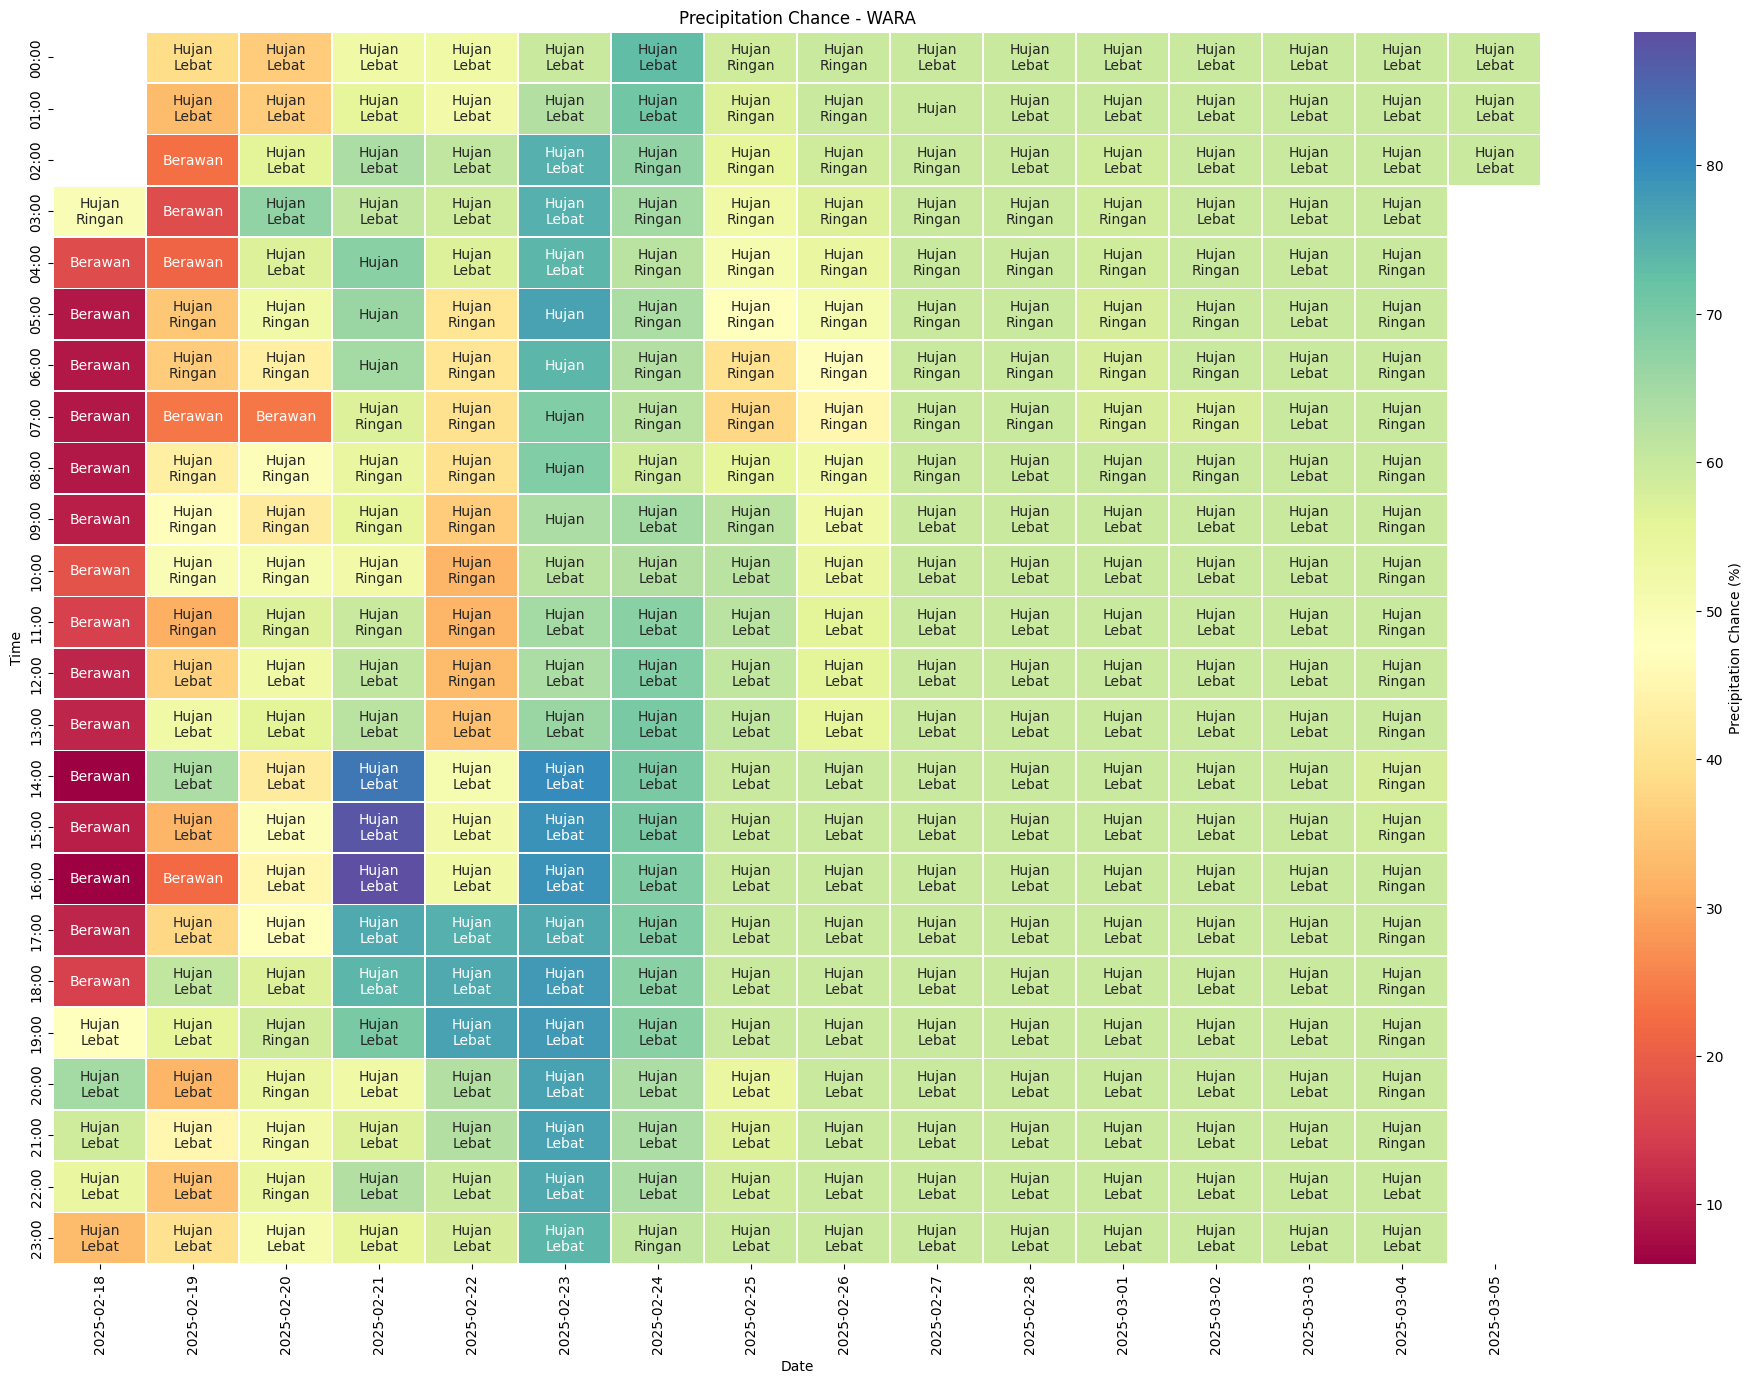 Precipitation Chance - WARA
00:00 Hujan Lebat Hujan Lebat Hujan Lebat Hujan Lebat Hujan Lebat Hujan Lebat Hujan Ringan Hujan Ringan Hujan Lebat Hujan Lebat Hujan Lebat Hujan Lebat Hujan Lebat Hujan Lebat Hujan Lebat
01:00 Hujan Lebat Hujan Lebat Hujan Lebat Hujan Lebat Hujan Lebat Hujan Lebat Hujan Ringan Hujan Ringan Hujan Hujan Lebat Hujan Lebat Hujan Lebat Hujan Lebat Hujan Lebat Hujan Lebat
02:00 Berawan Hujan Lebat Hujan Lebat Hujan Lebat Hujan Lebat Hujan Ringan Hujan Ringan Hujan Ringan Hujan Ringan Hujan Lebat Hujan Lebat Hujan Lebat Hujan Lebat Hujan Lebat Hujan Lebat
03:00 Hujan Ringan Berawan Hujan Lebat Hujan Lebat Hujan Lebat Hujan Lebat Hujan Ringan Hujan Ringan Hujan Ringan Hujan Ringan Hujan Ringan Hujan Ringan Hujan Lebat Hujan Lebat Hujan Lebat
04:00 Berawan Berawan Hujan Lebat Hujan Hujan Lebat Hujan Lebat Hujan Ringan Hujan Ringan Hujan Ringan Hujan Ringan Hujan Ringan Hujan Ringan Hujan Ringan Hujan Lebat Hujan Ringan
05:00 Berawan Hujan Ringan Hujan Ringan Hujan Hujan Ringan Hujan Hujan Ringan Hujan Ringan Hujan Ringan Hujan Ringan Hujan Ringan Hujan Ringan Hujan Ringan Hujan Lebat Hujan Ringan
06:00 Berawan Hujan Ringan Hujan Ringan Hujan Hujan Ringan Hujan Hujan Ringan Hujan Ringan Hujan Ringan Hujan Ringan Hujan Ringan Hujan Ringan Hujan Ringan Hujan Lebat Hujan Ringan
07:00 Berawan Berawan Berawan Hujan Ringan Hujan Ringan Hujan Hujan Ringan Hujan Ringan Hujan Ringan Hujan Ringan Hujan Ringan Hujan Ringan Hujan Ringan Hujan Lebat Hujan Ringan
08:00 Berawan Hujan Ringan Hujan Ringan Hujan Ringan Hujan Ringan Hujan Hujan Ringan Hujan Ringan Hujan Ringan Hujan Ringan Hujan Lebat Hujan Ringan Hujan Ringan Hujan Lebat Hujan Ringan
09:00 Berawan Hujan Ringan Hujan Ringan Hujan Ringan Hujan Ringan Hujan Hujan Lebat Hujan Ringan Hujan Lebat Hujan Lebat Hujan Lebat Hujan Lebat Hujan Lebat Hujan Lebat Hujan Ringan
10:00 Berawan Hujan Ringan Hujan Ringan Hujan Ringan Hujan Ringan Hujan Lebat Hujan Lebat Hujan Lebat Hujan Lebat Hujan Lebat Hujan Lebat Hujan Lebat Hujan Lebat Hujan Lebat Hujan Ringan
11:00 Berawan Hujan Ringan Hujan Ringan Hujan Ringan Hujan Ringan Hujan Lebat Hujan Lebat Hujan Lebat Hujan Lebat Hujan Lebat Hujan Lebat Hujan Lebat Hujan Lebat Hujan Lebat Hujan Ringan
12:00 Berawan Hujan Lebat Hujan Lebat Hujan Lebat Hujan Ringan Hujan Lebat Hujan Lebat Hujan Lebat Hujan Lebat Hujan Lebat Hujan Lebat Hujan Lebat Hujan Lebat Hujan Lebat Hujan Ringan
13:00 Berawan Hujan Lebat Hujan Lebat Hujan Lebat Hujan Lebat Hujan Lebat Hujan Lebat Hujan Lebat Hujan Lebat Hujan Lebat Hujan Lebat Hujan Lebat Hujan Lebat Hujan Lebat Hujan Ringan
14:00 Berawan Hujan Lebat Hujan Lebat Hujan Lebat Hujan Lebat Hujan Lebat Hujan Lebat Hujan Lebat Hujan Lebat Hujan Lebat Hujan Lebat Hujan Lebat Hujan Lebat Hujan Lebat Hujan Ringan
15:00 Berawan Hujan Lebat Hujan Lebat Hujan Lebat Hujan Lebat Hujan Lebat Hujan Lebat Hujan Lebat Hujan Lebat Hujan Lebat Hujan Lebat Hujan Lebat Hujan Lebat Hujan Lebat Hujan Ringan
16:00 Berawan Berawan Hujan Lebat Hujan Lebat Hujan Lebat Hujan Lebat Hujan Lebat Hujan Lebat Hujan Lebat Hujan Lebat Hujan Lebat Hujan Lebat Hujan Lebat Hujan Lebat Hujan Ringan
17:00 Berawan Hujan Lebat Hujan Lebat Hujan Lebat Hujan Lebat Hujan Lebat Hujan Lebat Hujan Lebat Hujan Lebat Hujan Lebat Hujan Lebat Hujan Lebat Hujan Lebat Hujan Lebat Hujan Ringan
18:00 Berawan Hujan Lebat Hujan Lebat Hujan Lebat Hujan Lebat Hujan Lebat Hujan Lebat Hujan Lebat Hujan Lebat Hujan Lebat Hujan Lebat Hujan Lebat Hujan Lebat Hujan Lebat Hujan Ringan
19:00 Hujan Lebat Hujan Lebat Hujan Ringan Hujan Lebat Hujan Lebat Hujan Lebat Hujan Lebat Hujan Lebat Hujan Lebat Hujan Lebat Hujan Lebat Hujan Lebat Hujan Lebat Hujan Lebat Hujan Ringan
20:00 Hujan Lebat Hujan Lebat Hujan Ringan Hujan Lebat Hujan Lebat Hujan Lebat Hujan Lebat Hujan Lebat Hujan Lebat Hujan Lebat Hujan Lebat Hujan Lebat Hujan Lebat Hujan Lebat Hujan Ringan
21:00 Hujan Lebat Hujan Lebat Hujan Ringan Hujan Lebat Hujan Lebat Hujan Lebat Hujan Lebat Hujan Lebat Hujan Lebat Hujan Lebat Hujan Lebat Hujan Lebat Hujan Lebat Hujan Lebat Hujan Ringan
22:00 Hujan Lebat Hujan Lebat Hujan Ringan Hujan Lebat Hujan Lebat Hujan Lebat Hujan Lebat Hujan Lebat Hujan Lebat Hujan Lebat Hujan Lebat Hujan Lebat Hujan Lebat Hujan Lebat Hujan Lebat
23:00 Hujan Lebat Hujan Lebat Hujan Lebat Hujan Lebat Hujan Lebat Hujan Lebat Hujan Ringan Hujan Lebat Hujan Lebat Hujan Lebat Hujan Lebat Hujan Lebat Hujan Lebat Hujan Lebat Hujan Lebat
Time
2025-02-18 2025-02-19 2025-02-20 2025-02-21 2025-02-22 2025-02-23 2025-02-24 2025-02-25 2025-02-26 2025-02-27 2025-02-28 2025-03-01 2025-03-02 2025-03-03 2025-03-04 2025-03-05
Date
80
70
60
50
40
30
20
10
Precipitation Chance (%)